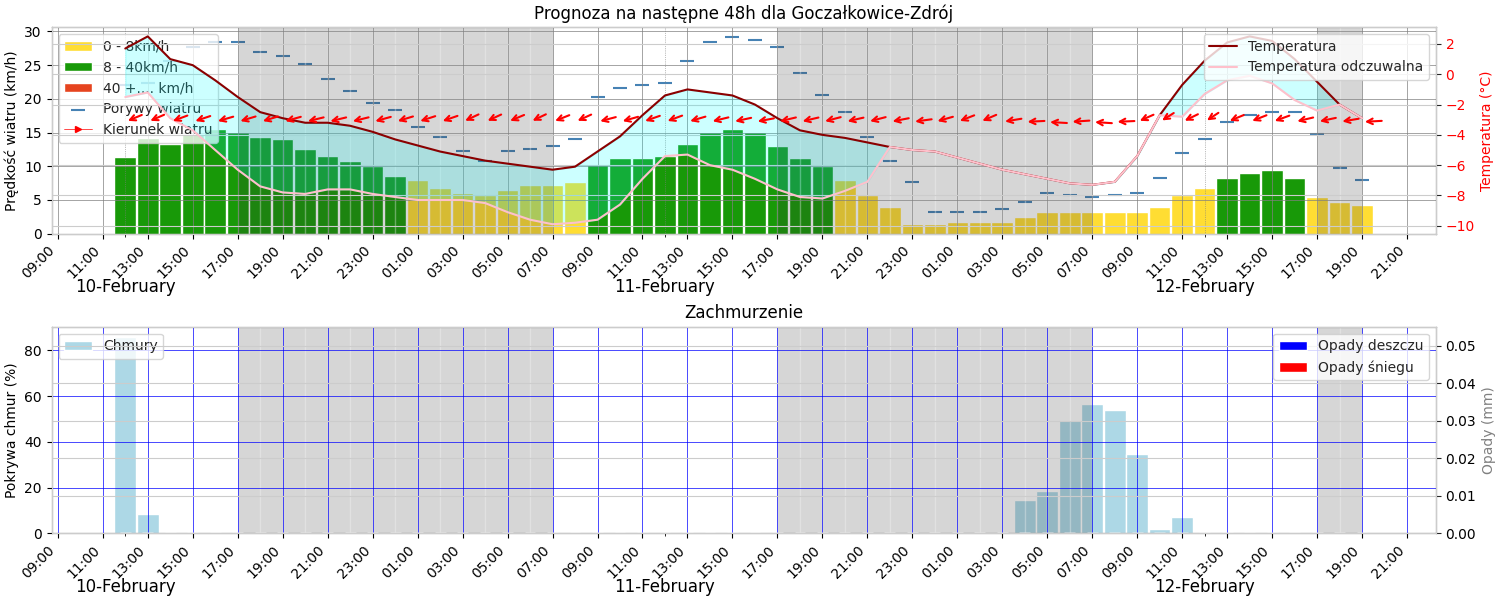 Prognoza na następne 48h dla Goczałkowice-Zdrój
Prędkość wiatru (km/h)
30
25
20
15
10
5
0
0 - 8km/h
8 - 40km/h
40 +.... km/h
Porywy wiatru
Kierunek wiatru
Temperatura
Temperatura odczuwalna
2
0
−2
−4
−6
−8
−10
Temperatura (°C)
09:00 11:00 13:00 15:00 17:00 19:00 21:00 23:00 01:00 03:00 05:00 07:00 09:00 11:00 13:00 15:00 17:00 19:00 21:00 23:00 01:00 03:00 05:00 07:00 09:00 11:00 13:00 15:00 17:00 19:00 21:00
10-February 11-February 12-February
Zachmurzenie
Pokrywa chmur (%)
80
60
40
20
0
Chmury
Opady deszczu
Opady śniegu
0.05
0.04
0.03
0.02
0.01
0.00
Opady (mm)
09:00 11:00 13:00 15:00 17:00 19:00 21:00 23:00 01:00 03:00 05:00 07:00 09:00 11:00 13:00 15:00 17:00 19:00 21:00 23:00 01:00 03:00 05:00 07:00 09:00 11:00 13:00 15:00 17:00 19:00 21:00
10-February 11-February 12-February